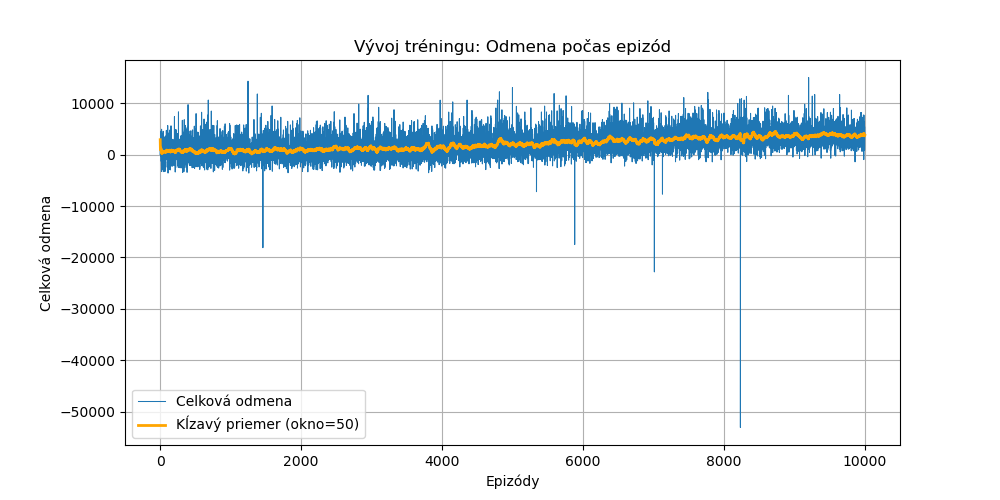 Vývoj tréningu: Odmena počas epizód
Celková odmena
10000
0
−10000
−20000
−30000
−40000
−50000
Celková odmena
Kĺzavý priemer (okno=50)
0
2000
4000
6000
8000
10000
Epizódy